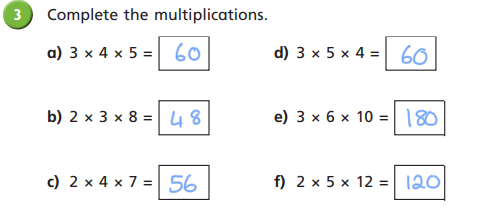 3 Complete the multiplications.
a) 3 × 4 × 5 = 60
d) 3 × 5 × 4 = 60
b) 2 × 3 × 8 = 48
e) 3 × 6 × 10 = 180
c) 2 × 4 × 7 = 56
f) 2 × 5 × 12 = 120